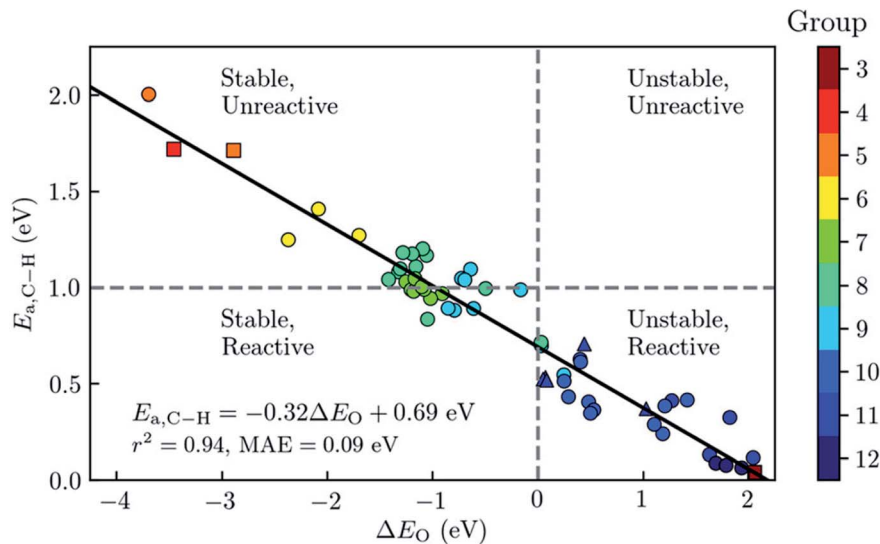 Group
Stable,
Unreactive
Unstable,
Unreactive
Stable,
Reactive
Unstable,
Reactive
E_{a,C−H} = −0.32ΔE_O + 0.69 eV
r² = 0.94, MAE = 0.09 eV
E_{a,C−H} (eV)
2.0
1.5
1.0
0.5
0.0
−4 −3 −2 −1 0 1 2
ΔE_O (eV)
3
4
5
6
7
8
9
10
11
12